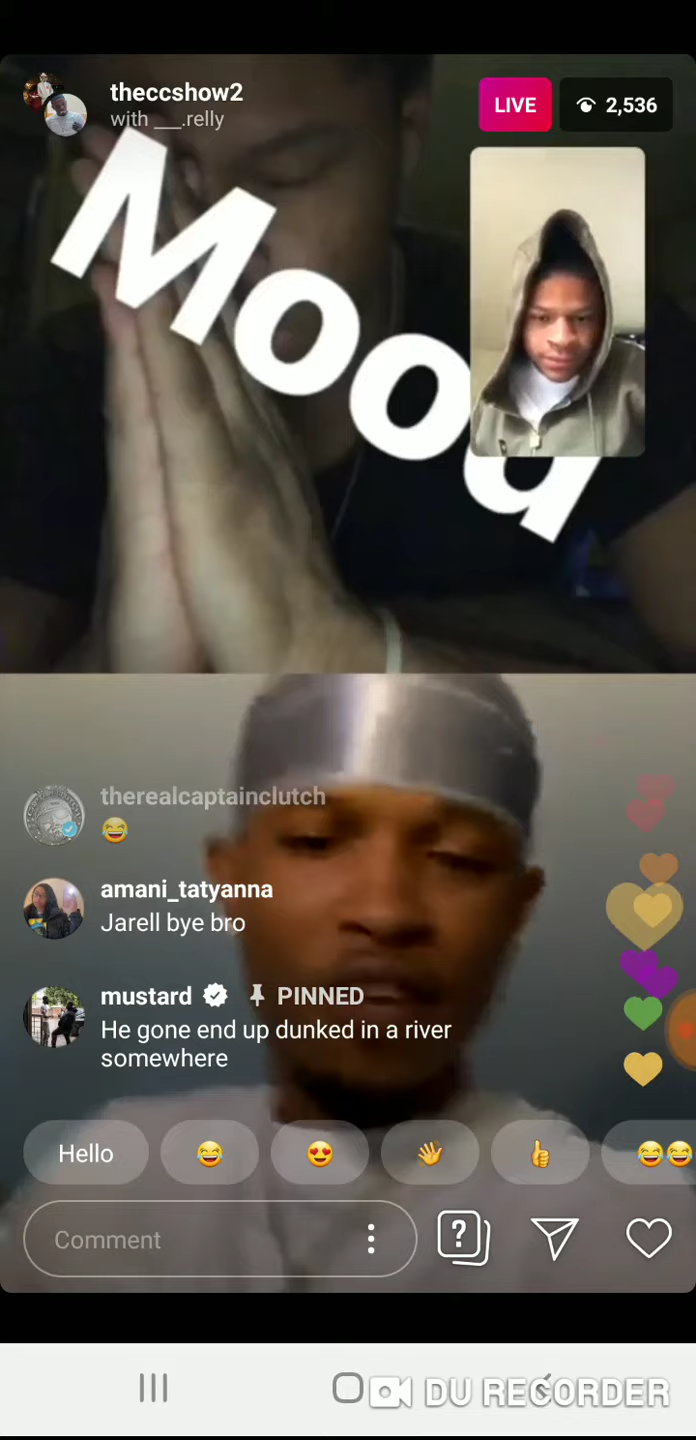 theccshow2
with ___.relly
LIVE
2,536
Mood
therealcaptainclutch
😂
amani_tatyanna
Jarell bye bro
mustard PINNED
He gone end up dunked in a river
somewhere
Hello 😂 😍 👋 👍 😂😂
Comment
?
DU RECORDER